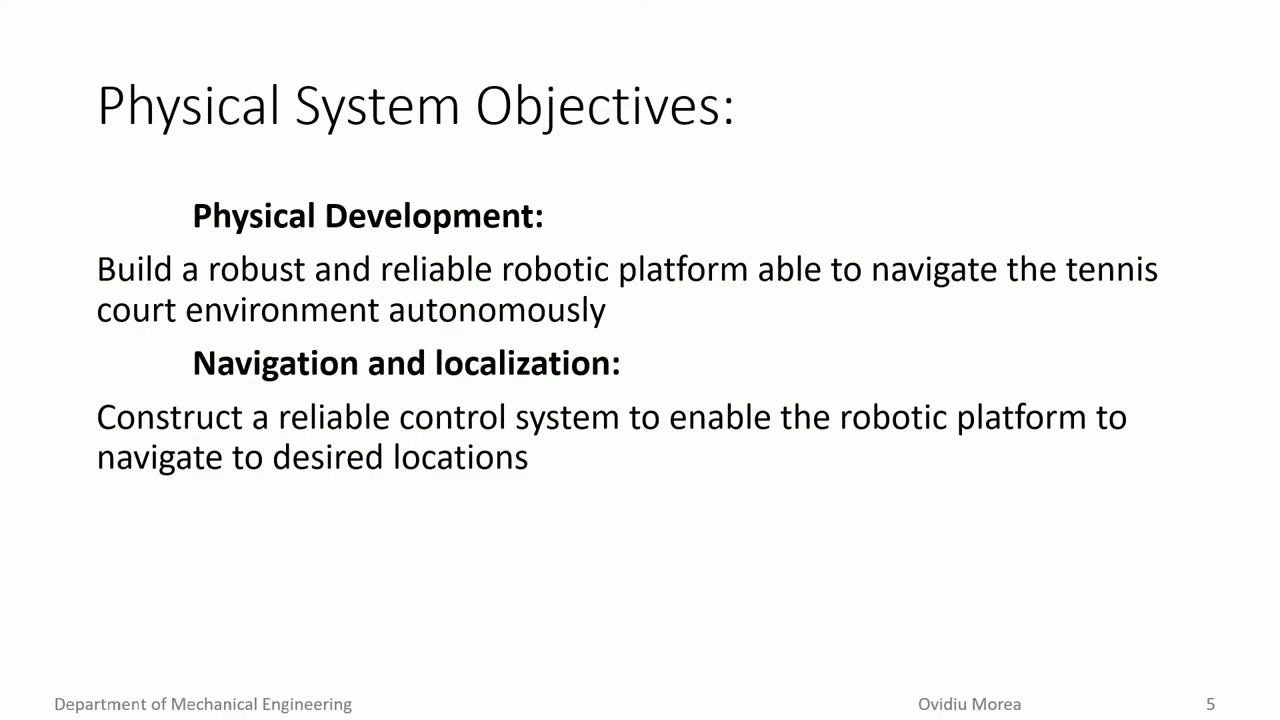 Physical System Objectives:
Physical Development:
Build a robust and reliable robotic platform able to navigate the tennis
court environment autonomously
Navigation and localization:
Construct a reliable control system to enable the robotic platform to
navigate to desired locations
Department of Mechanical Engineering
Ovidiu Morea
5